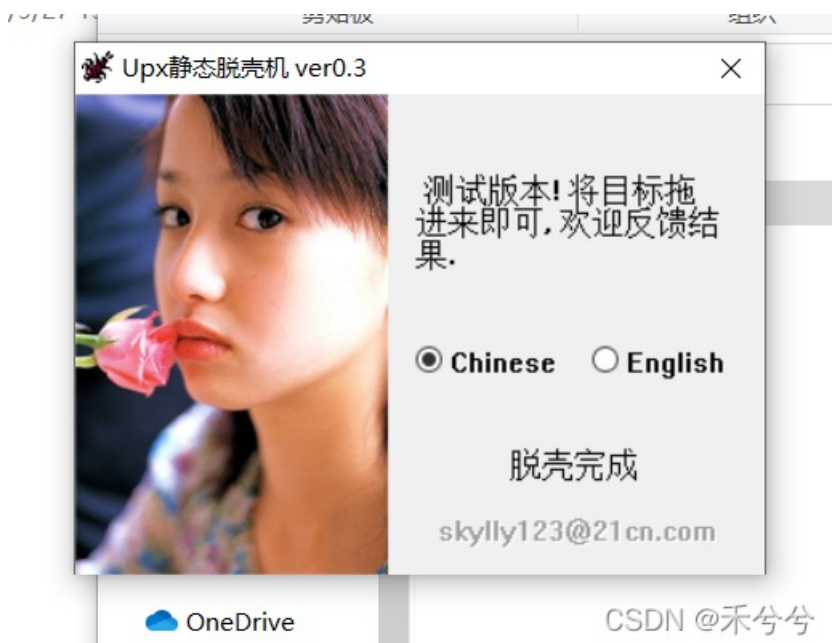 剪贴板
组织
Upx静态脱壳机 ver0.3
测试版本! 将目标拖
进来即可, 欢迎反馈结
果.
Chinese
English
脱壳完成
skylly123@21cn.com
OneDrive
CSDN @禾兮兮